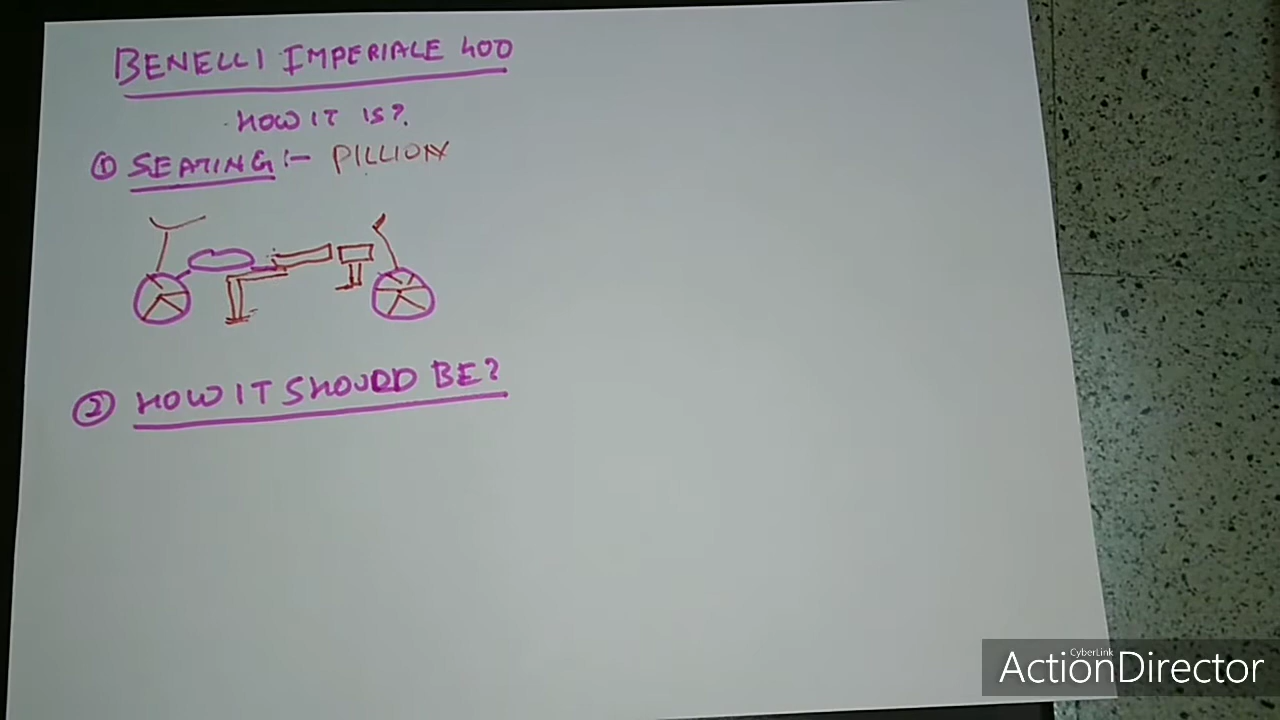 BENELLI IMPERIALE 400
HOW IT IS?
① SEATING :- PILLION
② HOW IT SHOULD BE?
CyberLink
ActionDirector